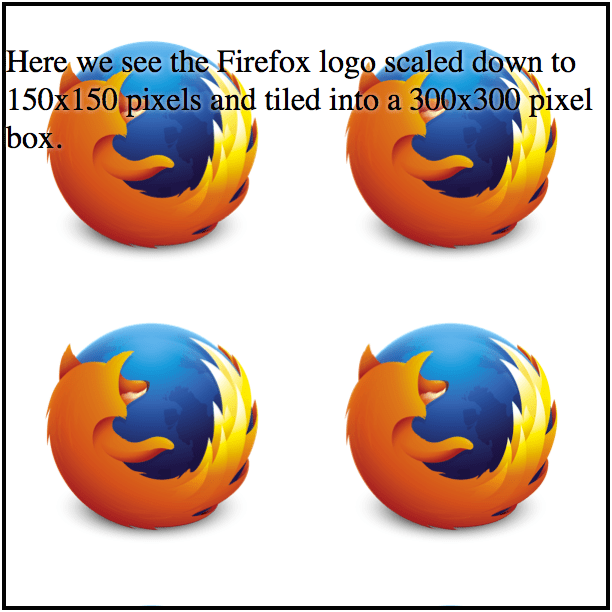 Here we see the Firefox logo scaled down to
150x150 pixels and tiled into a 300x300 pixel
box.